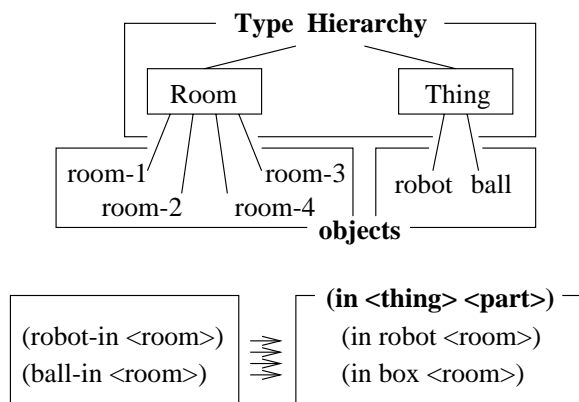 Type Hierarchy
Room
Thing
room-1
room-3
room-2
room-4
robot ball
objects
(in <thing> <part>)
(robot-in <room>)
(in robot <room>)
(ball-in <room>)
(in box <room>)